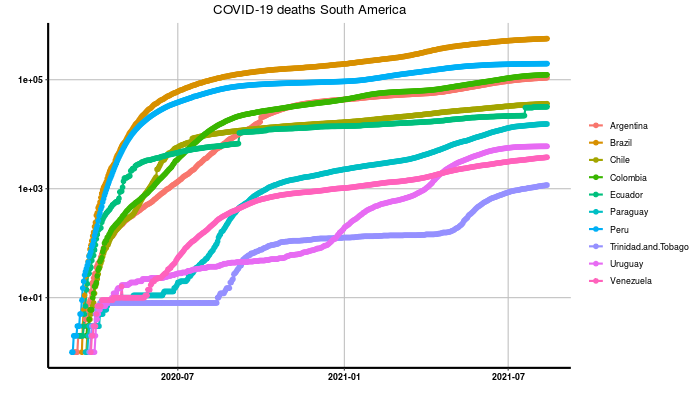 COVID-19 deaths South America
1e+05
1e+03
1e+01
2020-07
2021-01
2021-07
Argentina
Brazil
Chile
Colombia
Ecuador
Paraguay
Peru
Trinidad.and.Tobago
Uruguay
Venezuela